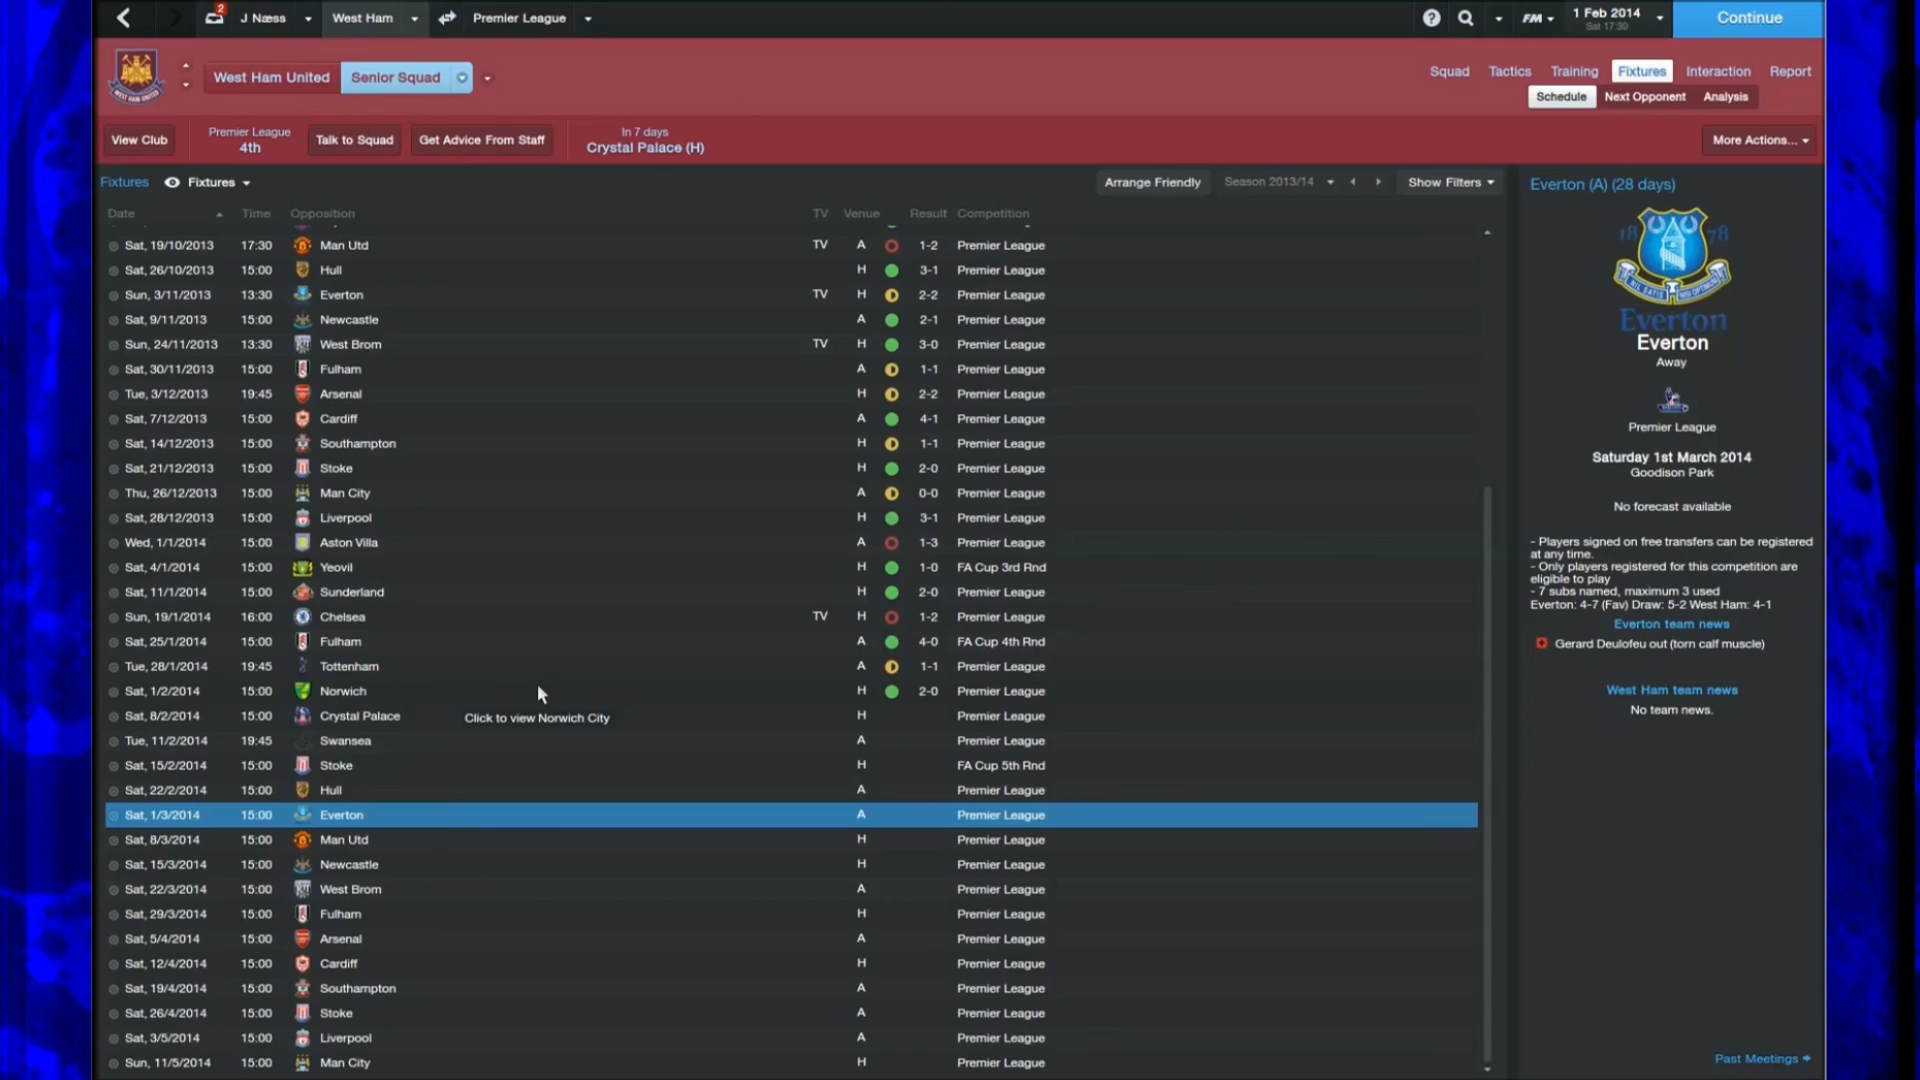 2
J Næss West Ham Premier League FM 1 Feb 2014 Continue
Sat 17:30
WEST HAM UNITED
West Ham United Senior Squad Squad Tactics Training Fixtures Interaction Report
Schedule Next Opponent Analysis
View Club Premier League 4th Talk to Squad Get Advice From Staff In 7 days Crystal Palace (H) More Actions...
Fixtures Fixtures Arrange Friendly Season 2013/14 Show Filters
Date Time Opposition TV Venue Result Competition
Sat, 19/10/2013 17:30 Man Utd TV A 1-2 Premier League
Sat, 26/10/2013 15:00 Hull H 3-1 Premier League
Sun, 3/11/2013 13:30 Everton TV H 2-2 Premier League
Sat, 9/11/2013 15:00 Newcastle A 2-1 Premier League
Sun, 24/11/2013 13:30 West Brom TV H 3-0 Premier League
Sat, 30/11/2013 15:00 Fulham A 1-1 Premier League
Tue, 3/12/2013 19:45 Arsenal H 2-2 Premier League
Sat, 7/12/2013 15:00 Cardiff A 4-1 Premier League
Sat, 14/12/2013 15:00 Southampton H 1-1 Premier League
Sat, 21/12/2013 15:00 Stoke H 2-0 Premier League
Thu, 26/12/2013 15:00 Man City A 0-0 Premier League
Sat, 28/12/2013 15:00 Liverpool H 3-1 Premier League
Wed, 1/1/2014 15:00 Aston Villa A 1-3 Premier League
Sat, 4/1/2014 15:00 Yeovil H 1-0 FA Cup 3rd Rnd
Sat, 11/1/2014 15:00 Sunderland H 2-0 Premier League
Sun, 19/1/2014 16:00 Chelsea TV H 1-2 Premier League
Sat, 25/1/2014 15:00 Fulham A 4-0 FA Cup 4th Rnd
Tue, 28/1/2014 19:45 Tottenham A 1-1 Premier League
Sat, 1/2/2014 15:00 Norwich H 2-0 Premier League
Sat, 8/2/2014 15:00 Crystal Palace H Premier League
Click to view Norwich City
Tue, 11/2/2014 19:45 Swansea A Premier League
Sat, 15/2/2014 15:00 Stoke H FA Cup 5th Rnd
Sat, 22/2/2014 15:00 Hull A Premier League
Sat, 1/3/2014 15:00 Everton A Premier League
Sat, 8/3/2014 15:00 Man Utd H Premier League
Sat, 15/3/2014 15:00 Newcastle H Premier League
Sat, 22/3/2014 15:00 West Brom A Premier League
Sat, 29/3/2014 15:00 Fulham H Premier League
Sat, 5/4/2014 15:00 Arsenal A Premier League
Sat, 12/4/2014 15:00 Cardiff H Premier League
Sat, 19/4/2014 15:00 Southampton A Premier League
Sat, 26/4/2014 15:00 Stoke A Premier League
Sat, 3/5/2014 15:00 Liverpool A Premier League
Sun, 11/5/2014 15:00 Man City H Premier League
Everton (A) (28 days)
18 78
NIL SATIS NISI OPTIMUM
Everton
Everton
Away
Premier League
Saturday 1st March 2014
Goodison Park
No forecast available
- Players signed on free transfers can be registered
at any time.
- Only players registered for this competition are
eligible to play
- 7 subs named, maximum 3 used
Everton: 4-7 (Fav) Draw: 5-2 West Ham: 4-1
Everton team news
Gerard Deulofeu out (torn calf muscle)
West Ham team news
No team news.
Past Meetings